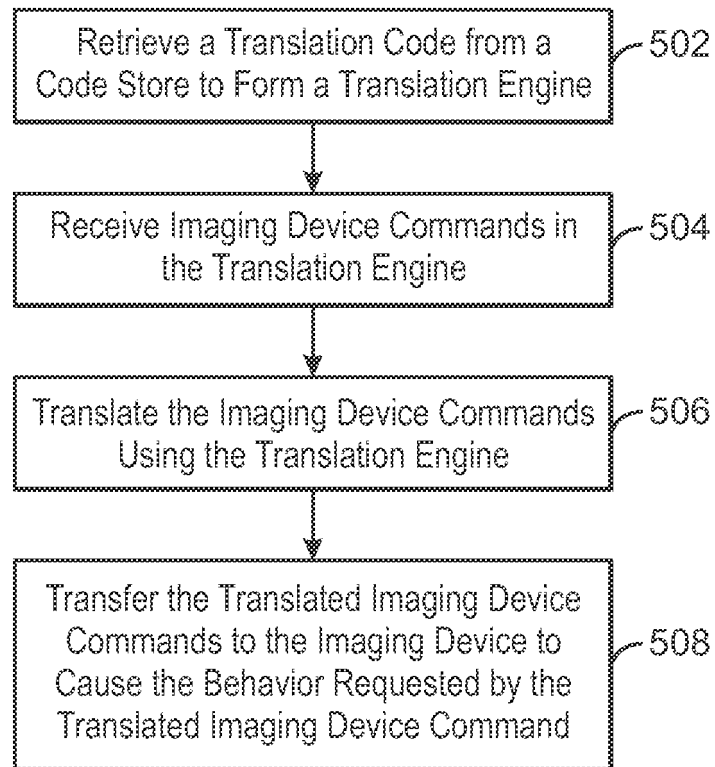 Retrieve a Translation Code from a
Code Store to Form a Translation Engine
502
Receive Imaging Device Commands in
the Translation Engine
504
Translate the Imaging Device Commands
Using the Translation Engine
506
Transfer the Translated Imaging Device
Commands to the Imaging Device to
Cause the Behavior Requested by the
Translated Imaging Device Command
508